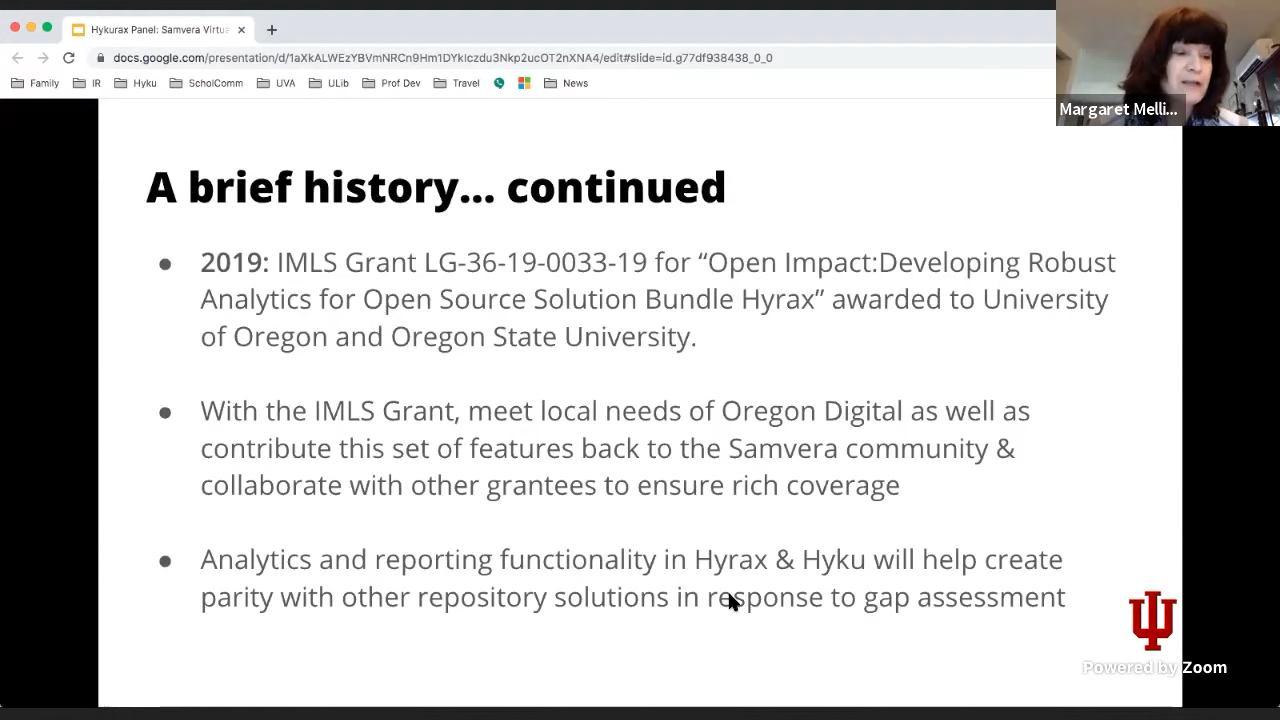 Hykurax Panel: Samvera Virtua
docs.google.com/presentation/d/1aXkALWEzYBVmNRCn9Hm1DYkIczdu3Nkp2ucOT2nXNA4/edit#slide=id.g77df938438_0_0
Family IR Hyku ScholComm UVA ULib Prof Dev Travel News
Margaret Melli...
A brief history... continued
● 2019: IMLS Grant LG-36-19-0033-19 for “Open Impact:Developing Robust
Analytics for Open Source Solution Bundle Hyrax” awarded to University
of Oregon and Oregon State University.
● With the IMLS Grant, meet local needs of Oregon Digital as well as
contribute this set of features back to the Samvera community &
collaborate with other grantees to ensure rich coverage
● Analytics and reporting functionality in Hyrax & Hyku will help create
parity with other repository solutions in response to gap assessment
Powered by Zoom